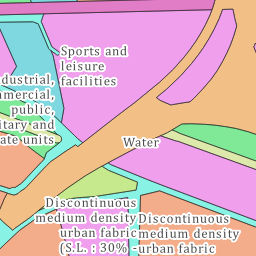 Sports and
leisure
facilities
dustrial,
mercial,
public,
itary and
ate units
Water
Discontinuous
medium density
urban fabric
(S.L. : 30% -
Discontinuous
medium density
urban fabric